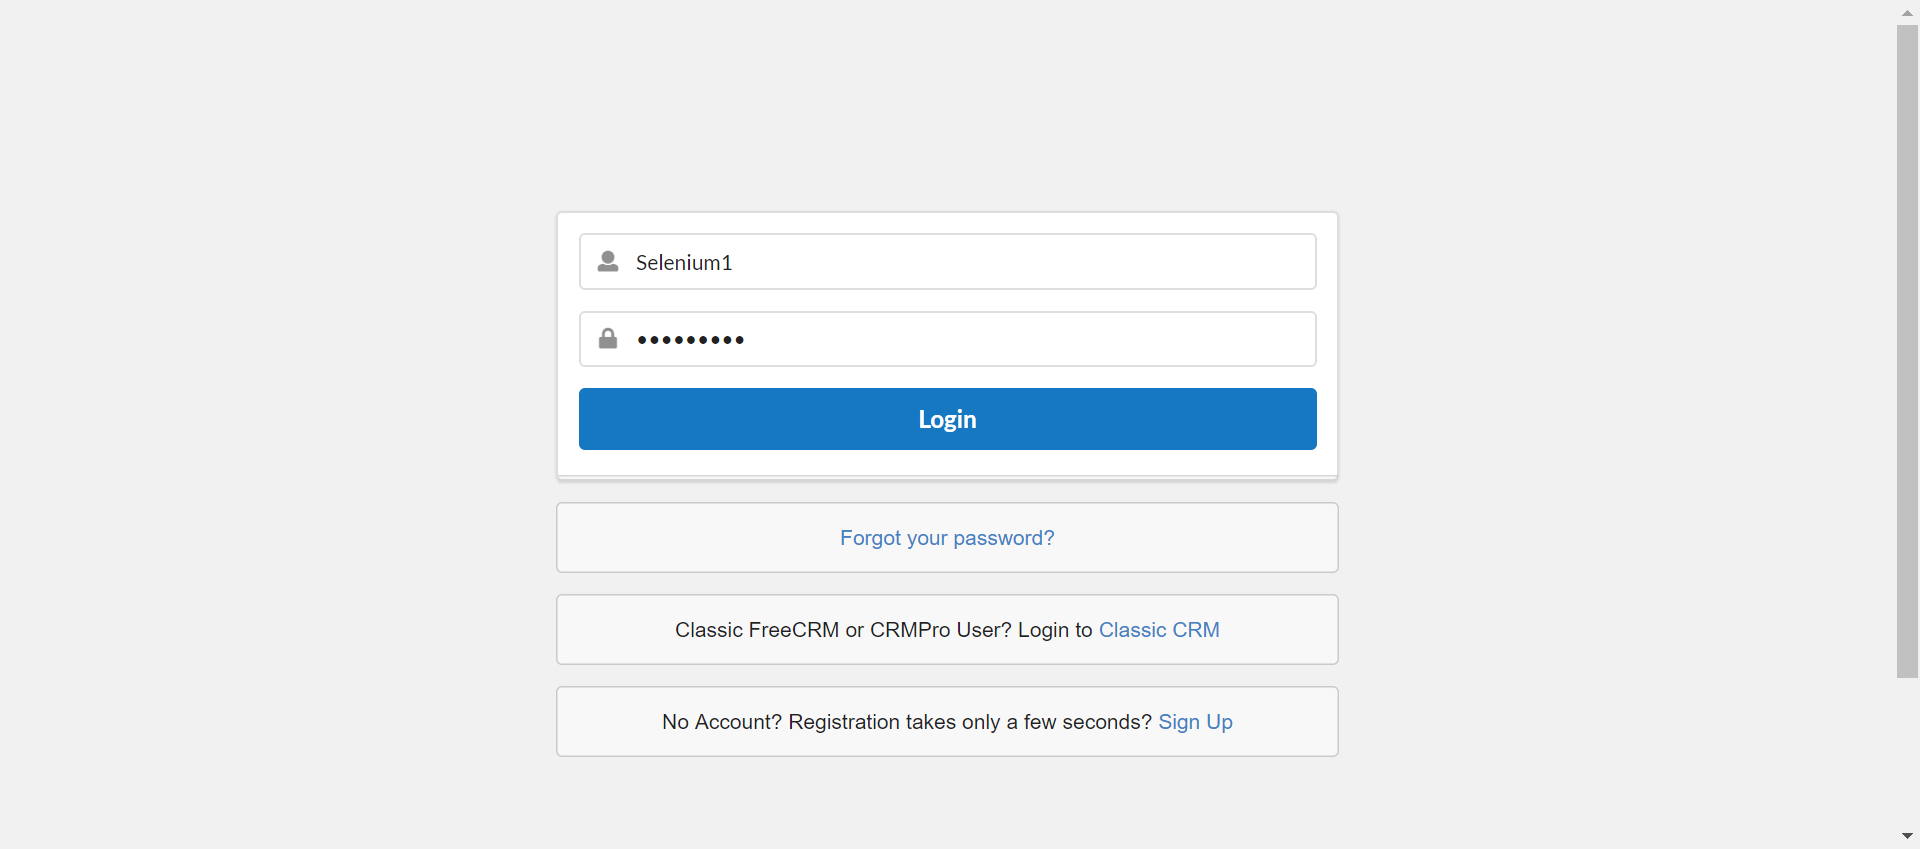 Selenium1
•••••••••
Login
Forgot your password?
Classic FreeCRM or CRMPro User? Login to Classic CRM
No Account? Registration takes only a few seconds? Sign Up